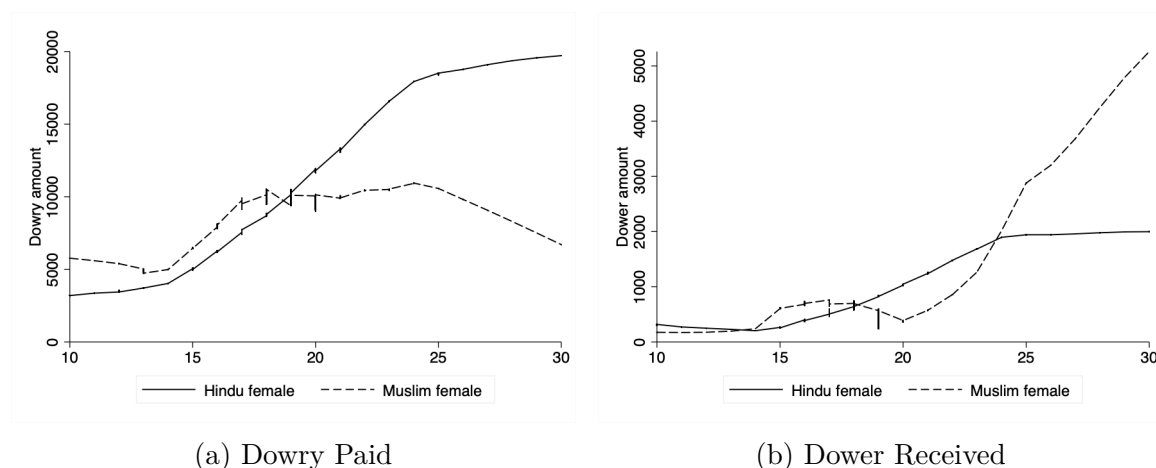 Dowry amount
0 5000 10000 15000 20000
10 15 20 25 30
Hindu female Muslim female
(a) Dowry Paid
Dower amount
0 1000 2000 3000 4000 5000
10 15 20 25 30
Hindu female Muslim female
(b) Dower Received